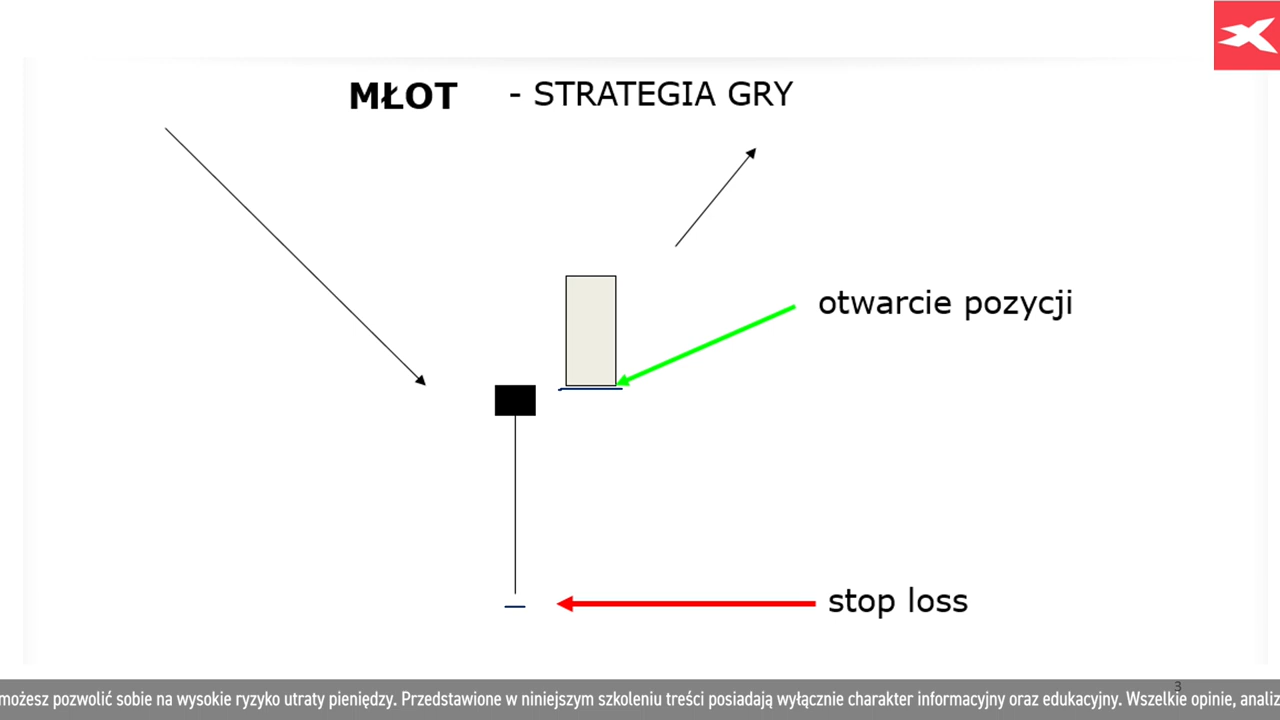 MŁOT - STRATEGIA GRY
otwarcie pozycji
stop loss
3
możesz pozwolić sobie na wysokie ryzyko utraty pieniędzy. Przedstawione w niniejszym szkoleniu treści posiadają wyłącznie charakter informacyjny oraz edukacyjny. Wszelkie opinie, analiz